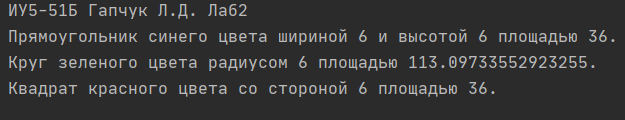 ИУ5-51Б Гапчук Л.Д. Лаб2
Прямоугольник синего цвета шириной 6 и высотой 6 площадью 36.
Круг зеленого цвета радиусом 6 площадью 113.09733552923255.
Квадрат красного цвета со стороной 6 площадью 36.